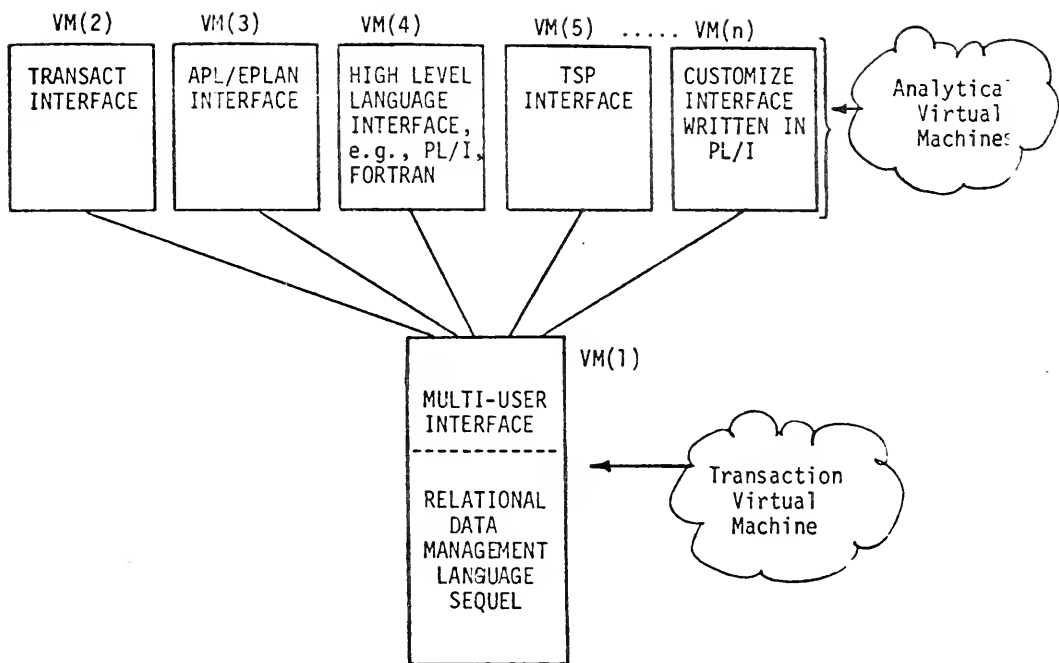 VM(2)
VM(3)
VM(4)
VM(5) ..... VM(n)
TRANSACT
INTERFACE
APL/EPLAN
INTERFACE
HIGH LEVEL
LANGUAGE
INTERFACE,
e.g., PL/I,
FORTRAN
TSP
INTERFACE
CUSTOMIZE
INTERFACE
WRITTEN IN
PL/I
Analytical
Virtual
Machines
VM(1)
MULTI-USER
INTERFACE
RELATIONAL
DATA
MANAGEMENT
LANGUAGE
SEQUEL
Transaction
Virtual
Machine